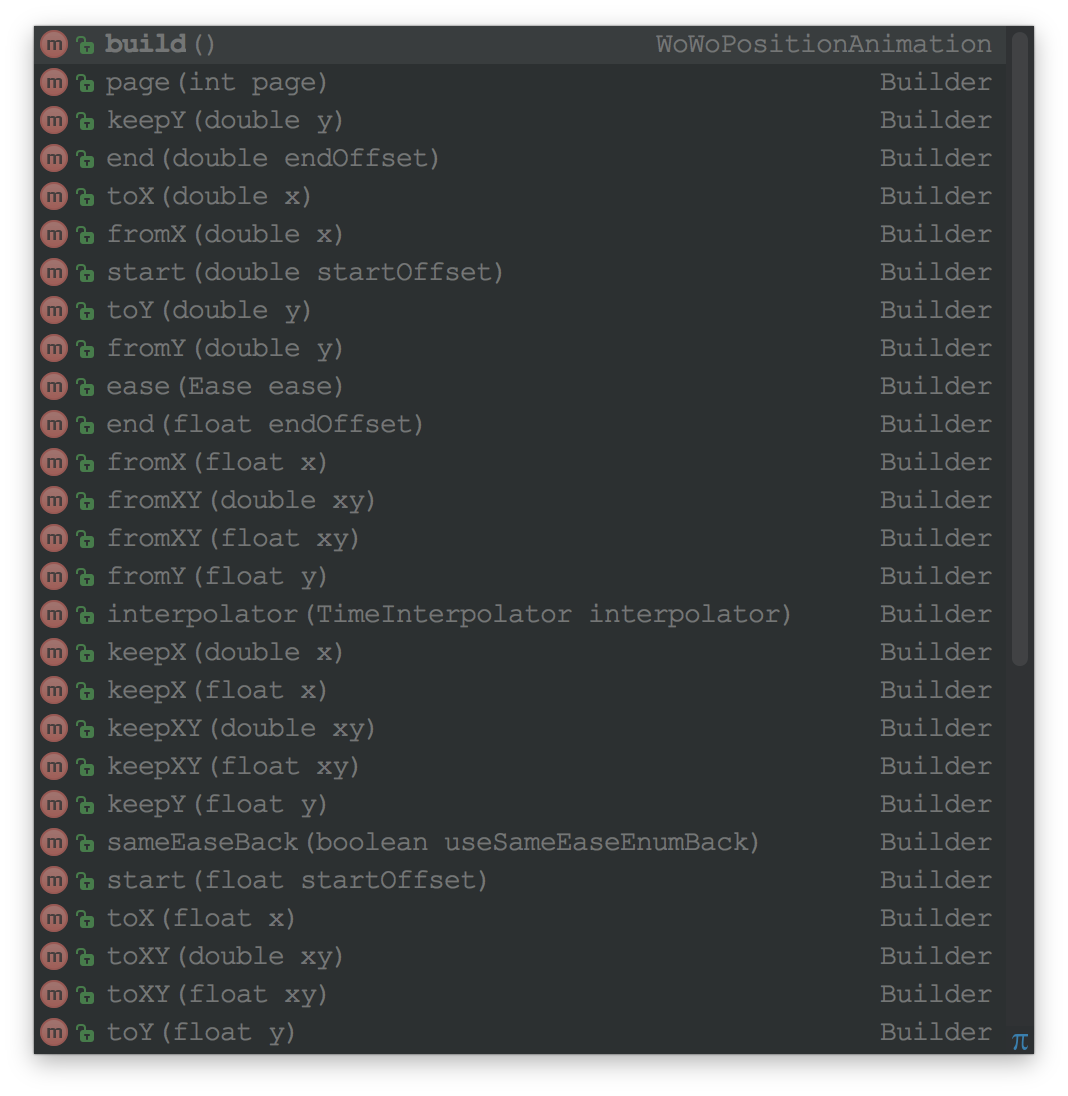 m build() WoWoPositionAnimation
m page(int page) Builder
m keepY(double y) Builder
m end(double endOffset) Builder
m toX(double x) Builder
m fromX(double x) Builder
m start(double startOffset) Builder
m toY(double y) Builder
m fromY(double y) Builder
m ease(Ease ease) Builder
m end(float endOffset) Builder
m fromX(float x) Builder
m fromXY(double xy) Builder
m fromXY(float xy) Builder
m fromY(float y) Builder
m interpolator(TimeInterpolator interpolator) Builder
m keepX(double x) Builder
m keepX(float x) Builder
m keepXY(double xy) Builder
m keepXY(float xy) Builder
m keepY(float y) Builder
m sameEaseBack(boolean useSameEaseEnumBack) Builder
m start(float startOffset) Builder
m toX(float x) Builder
m toXY(double xy) Builder
m toXY(float xy) Builder
m toY(float y) Builder
π